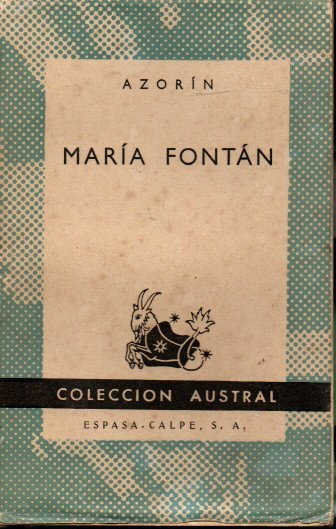 AZORÍN
MARÍA FONTÁN
COLECCION AUSTRAL
ESPASA-CALPE, S. A.